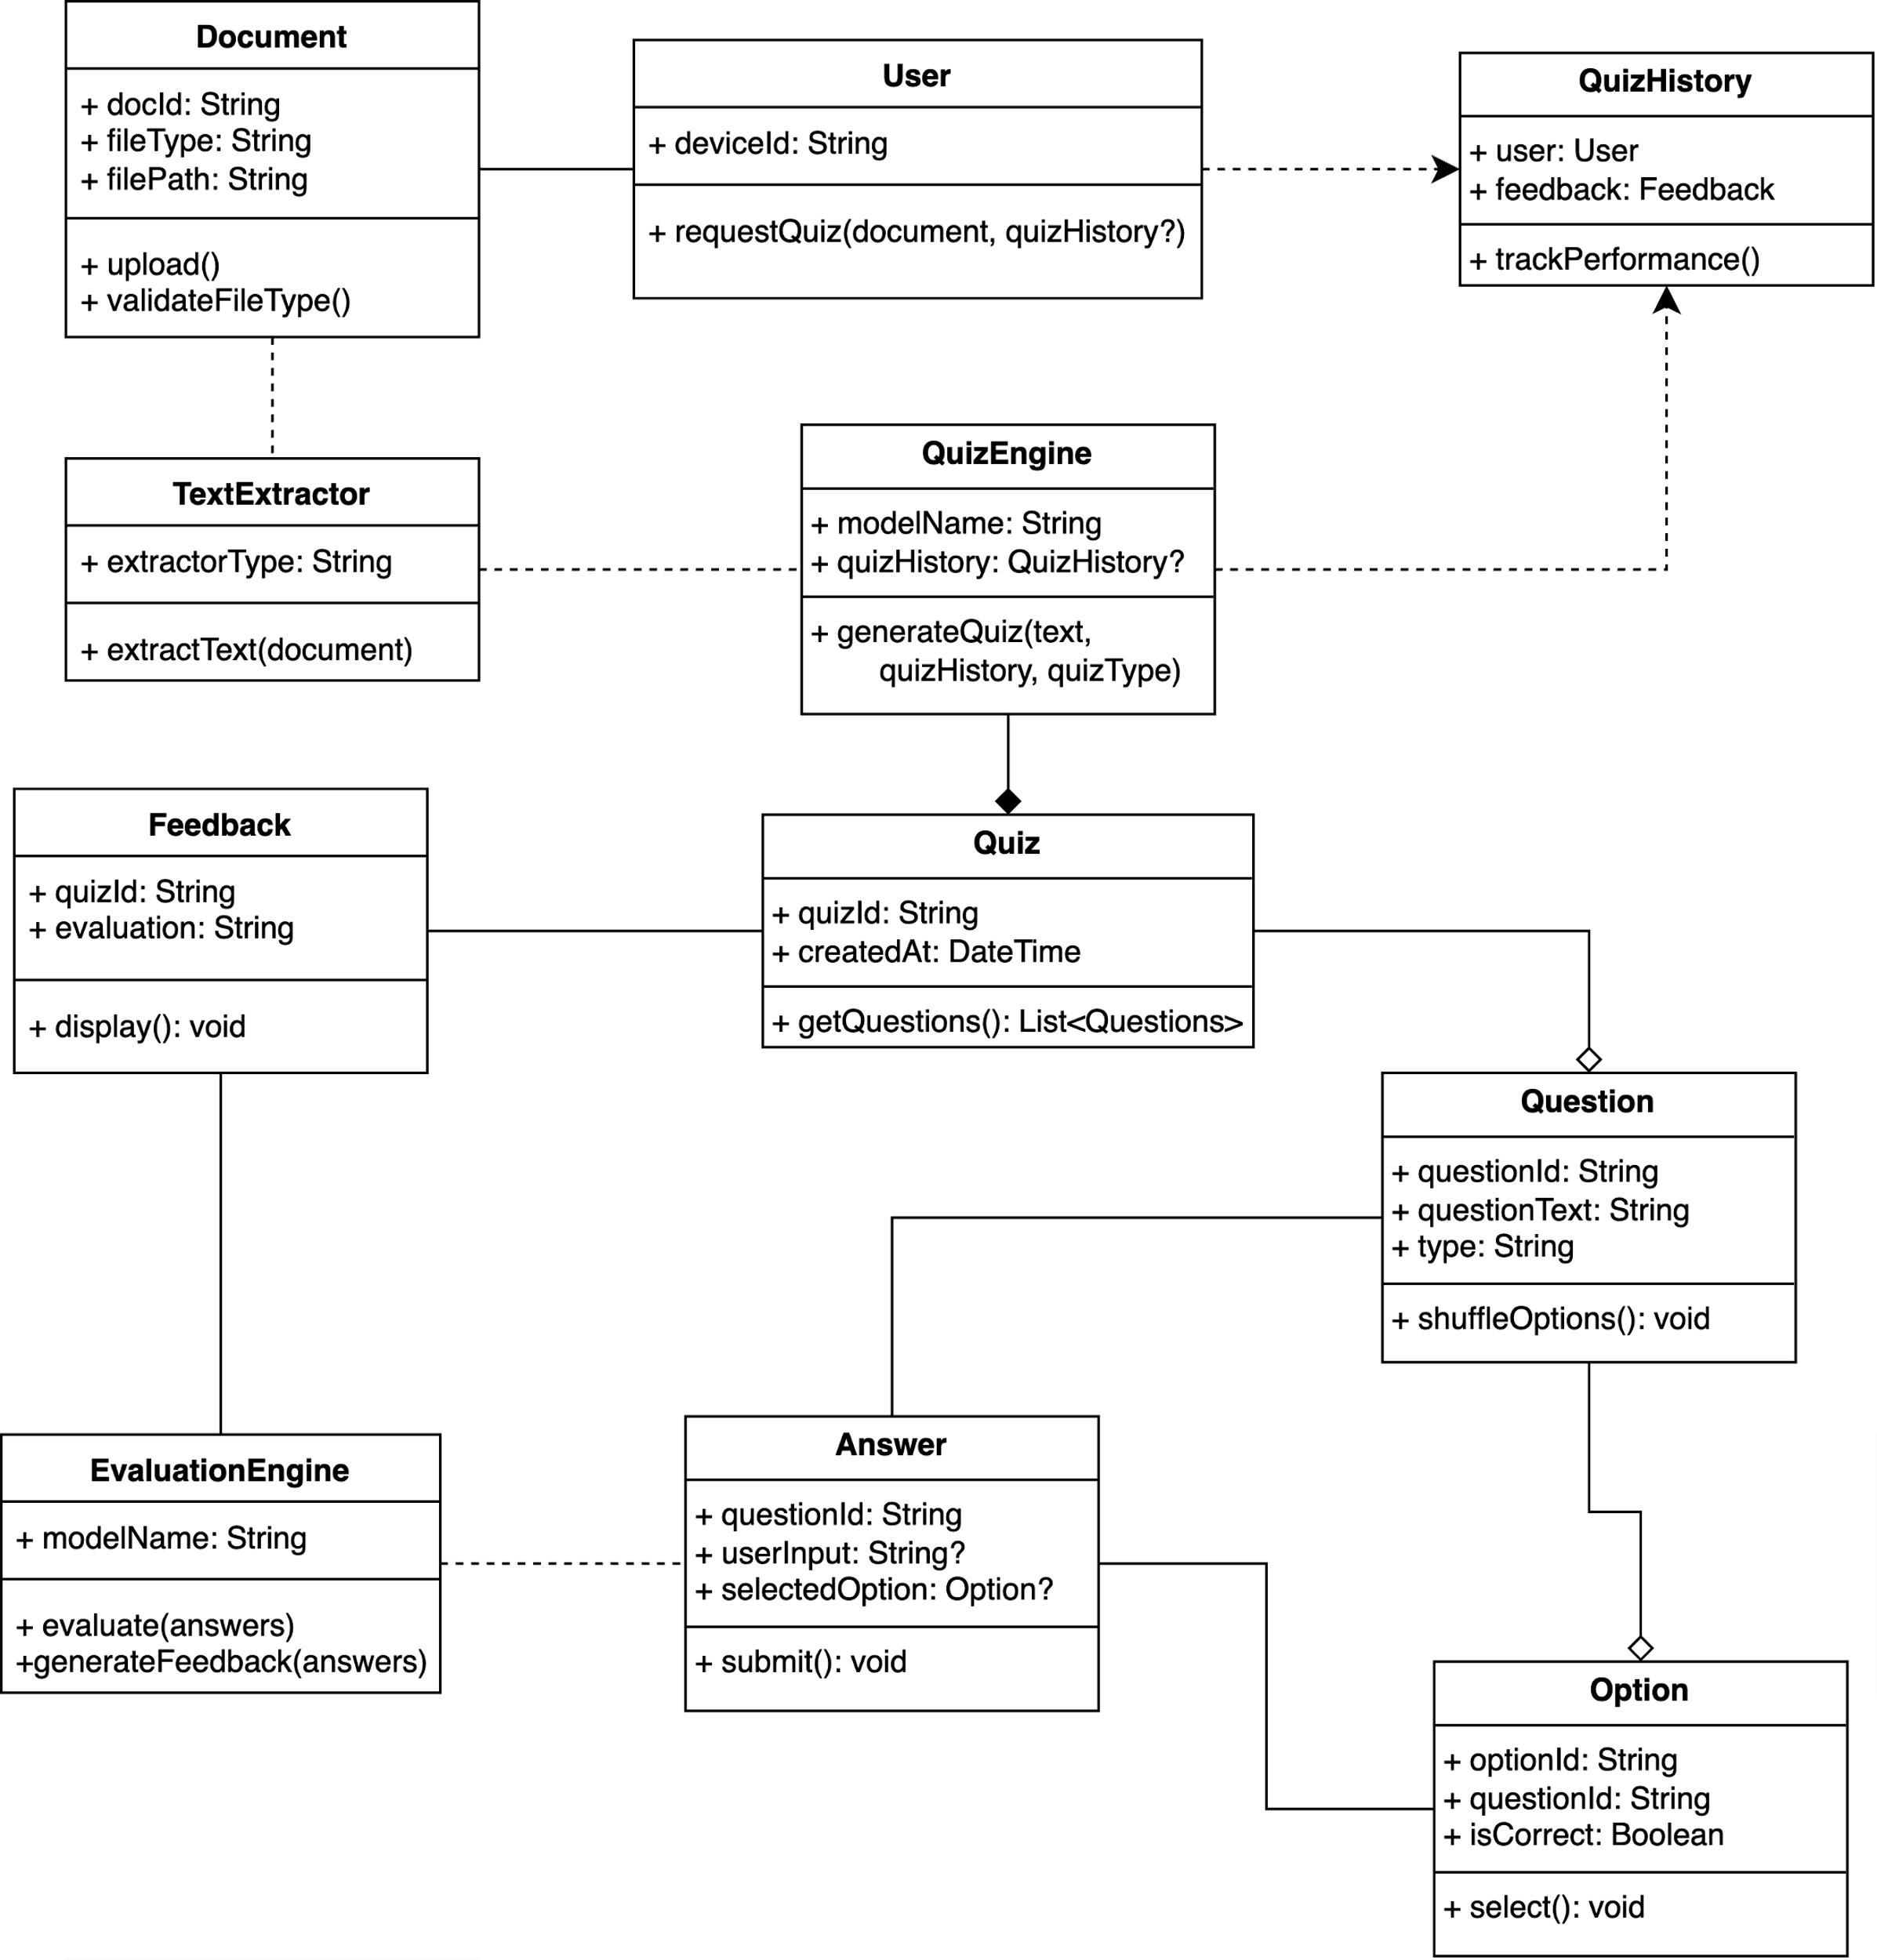 Document
+ docId: String
+ fileType: String
+ filePath: String
+ upload()
+ validateFileType()
User
+ deviceId: String
+ requestQuiz(document, quizHistory?)
QuizHistory
+ user: User
+ feedback: Feedback
+ trackPerformance()
TextExtractor
+ extractorType: String
+ extractText(document)
QuizEngine
+ modelName: String
+ quizHistory: QuizHistory?
+ generateQuiz(text,
quizHistory, quizType)
Feedback
+ quizId: String
+ evaluation: String
+ display(): void
Quiz
+ quizId: String
+ createdAt: DateTime
+ getQuestions(): List<Questions>
Question
+ questionId: String
+ questionText: String
+ type: String
+ shuffleOptions(): void
EvaluationEngine
+ modelName: String
+ evaluate(answers)
+generateFeedback(answers)
Answer
+ questionId: String
+ userInput: String?
+ selectedOption: Option?
+ submit(): void
Option
+ optionId: String
+ questionId: String
+ isCorrect: Boolean
+ select(): void